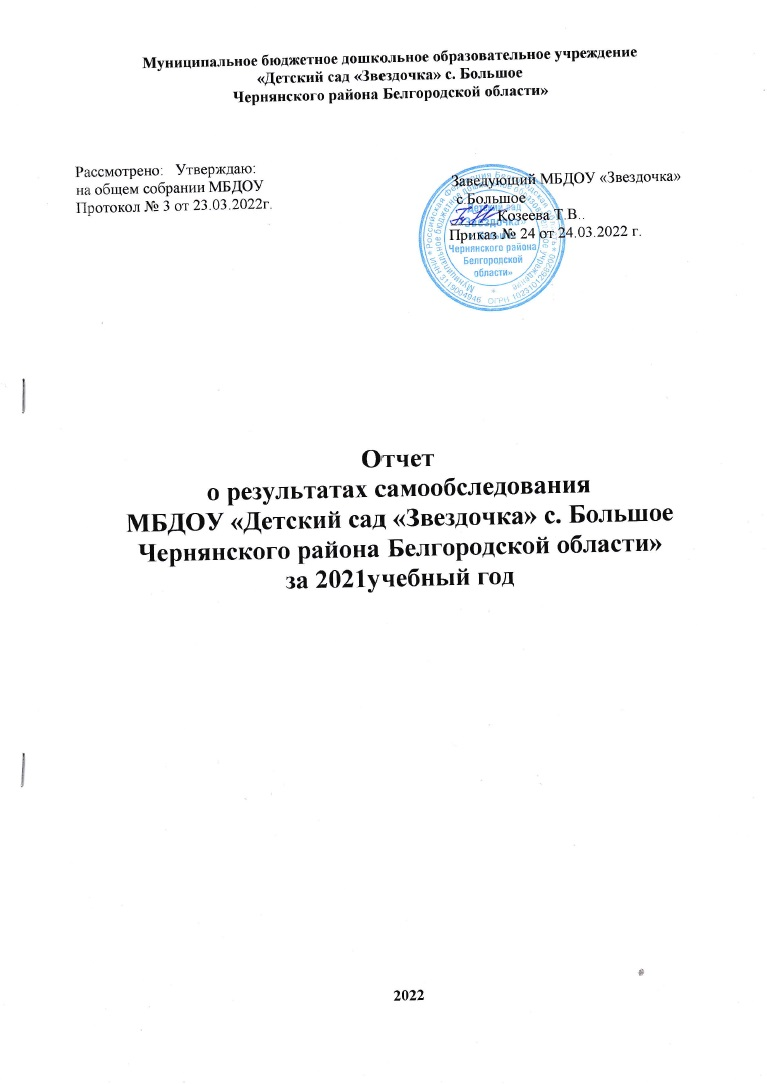 Муниципальное бюджетное дошкольное образовательное учреждение
«Детский сад «Звездочка» с. Большое
Чернянского района Белгородской области»
Рассмотрено: Утверждаю:
на общем собрании МБДОУ
Протокол № 3 от 23.03.2022г.
Заведующий МБДОУ «Звездочка»
с.Большое
Козеева Т.В..
Приказ № 24 от 24.03.2022 г.
Чернянского района
Белгородской
области»
Отчет
о результатах самообследования
МБДОУ «Детский сад «Звездочка» с. Большое
Чернянского района Белгородской области»
за 2021учебный год
2022